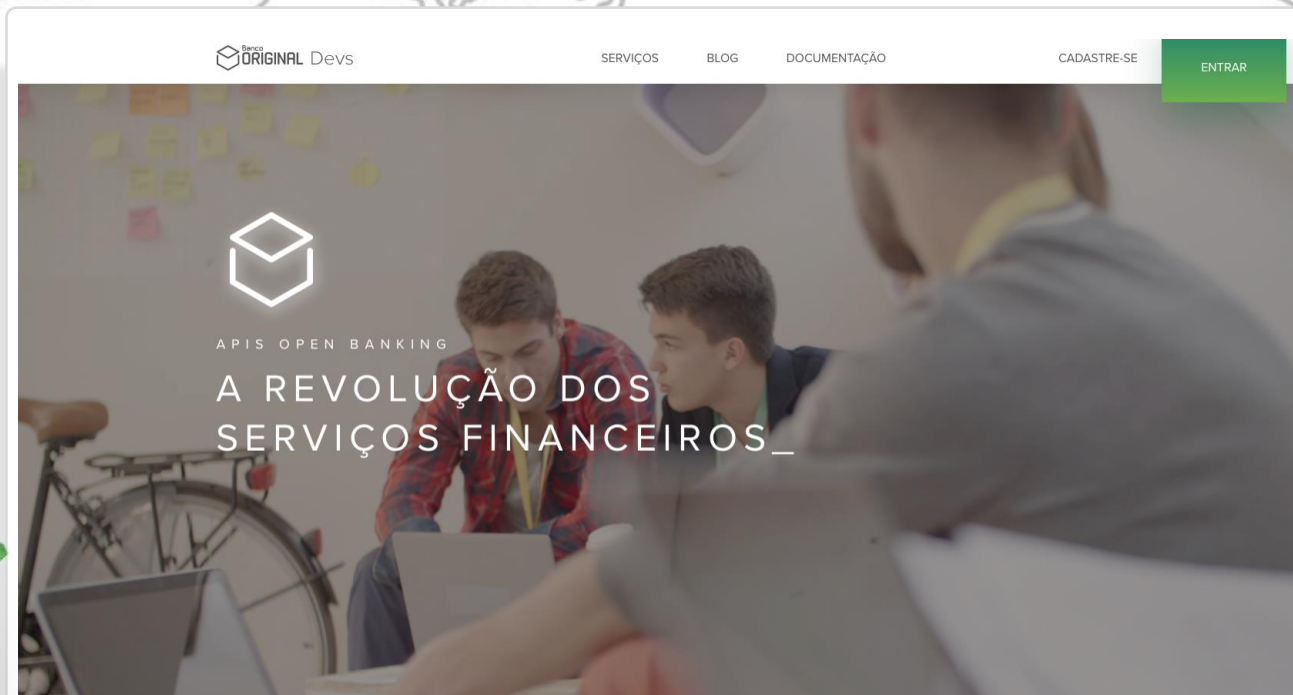 Banco
ORIGINAL Devs
SERVIÇOS
BLOG
DOCUMENTAÇÃO
CADASTRE-SE
ENTRAR
APIS OPEN BANKING
A REVOLUÇÃO DOS
SERVIÇOS FINANCEIROS_